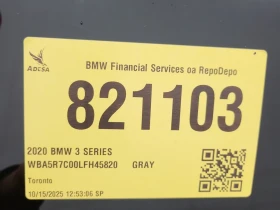 ADESA
BMW Financial Services oa RepoDepo
821103
2020 BMW 3 SERIES
WBA5R7C00LFH45820 GRAY
Toronto
10/15/2025 12:53:06 SP